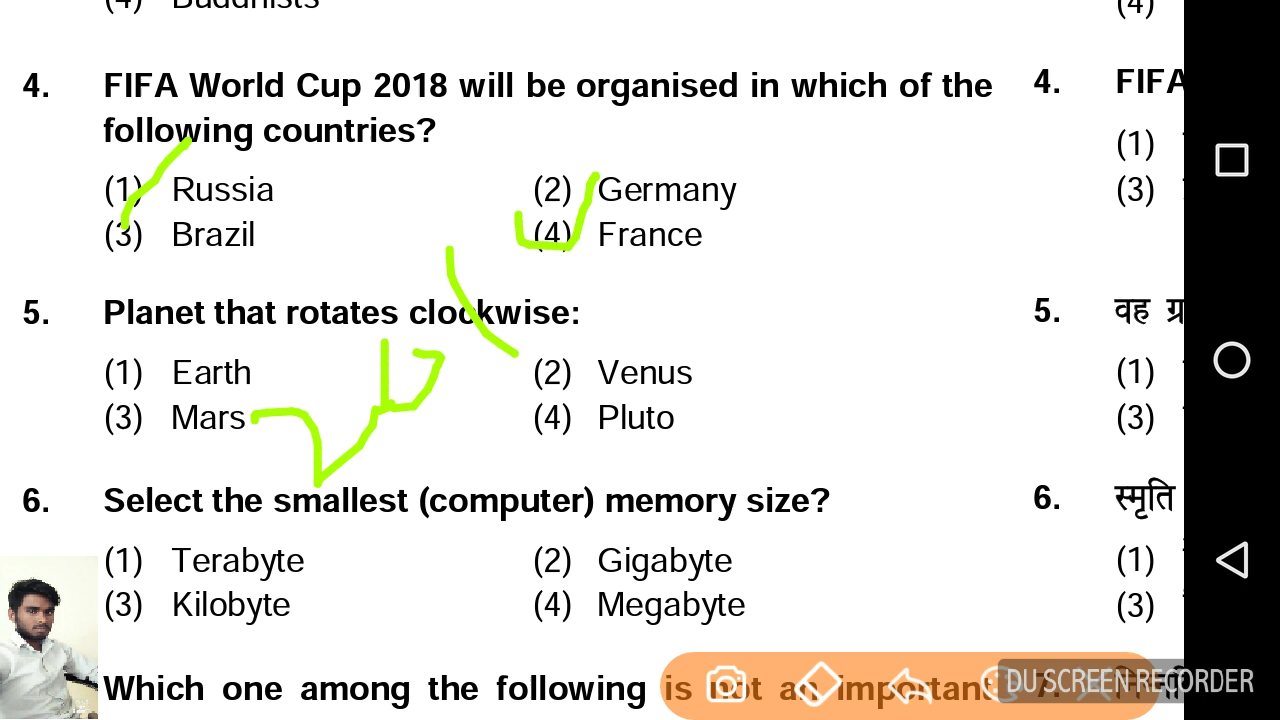 (4) Buddhists
(4)
4. FIFA World Cup 2018 will be organised in which of the
following countries?
(1) Russia (2) Germany
(3) Brazil (4) France
4. FIFA
(1)
(3)
5. Planet that rotates clockwise:
(1) Earth (2) Venus
(3) Mars (4) Pluto
5. वह
(1)
(3)
6. Select the smallest (computer) memory size?
(1) Terabyte (2) Gigabyte
(3) Kilobyte (4) Megabyte
6. स्मृति
(1)
(3)
Which one among the following is not an important
7.
DU SCREEN RECORDER